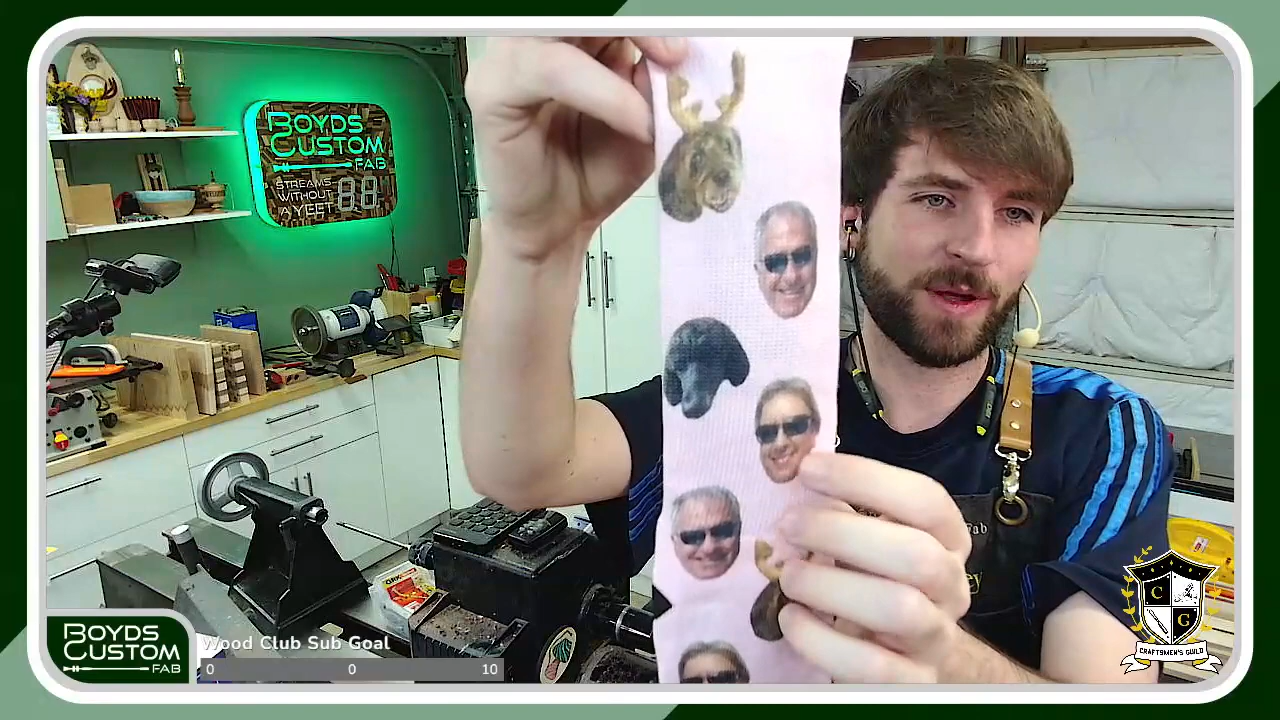 BOYDS
CUSTOM
FAB
STREAMS
WITHOUT
A YEET
88
BOYDS
CUSTOM
FAB
Wood Club Sub Goal
0 0 10
Fab
C
G
CRAFTSMEN'S GUILD